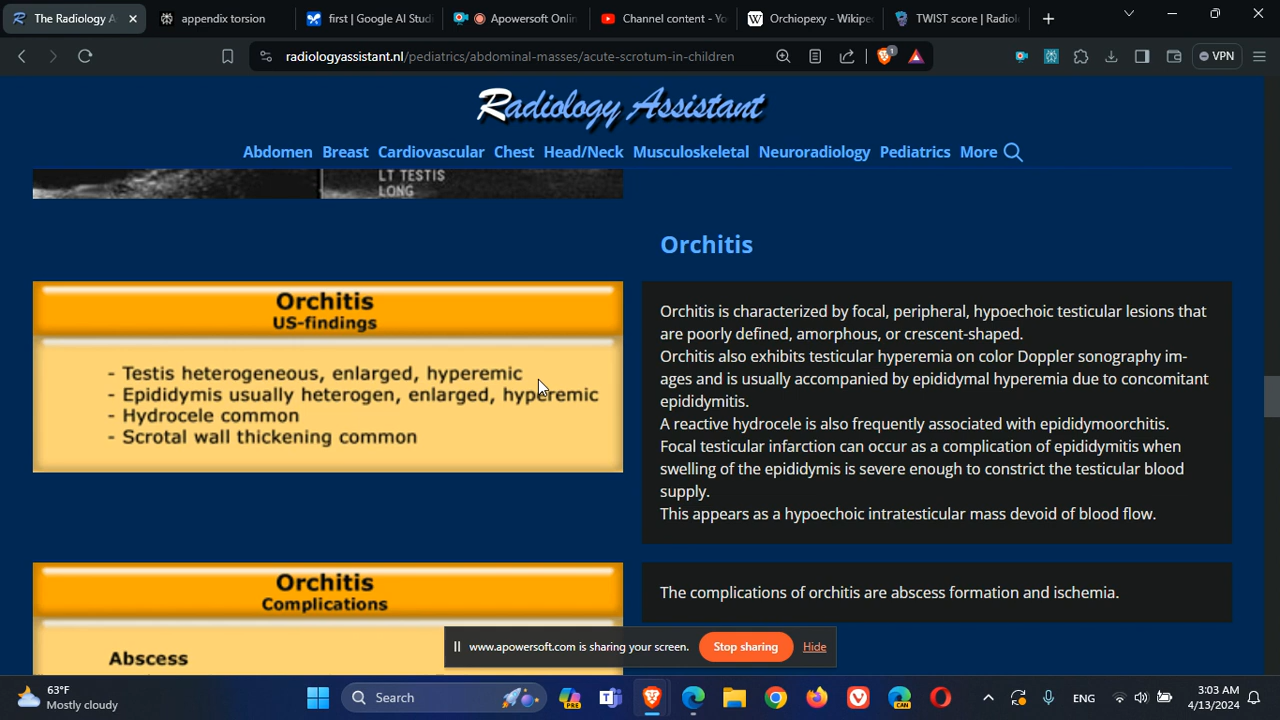 The Radiology A
appendix torsion
first | Google AI Stud
Apowersoft Onlin
Channel content - Yo
Orchiopexy - Wikipe
TWIST score | Radiol
radiologyassistant.nl/pediatrics/abdominal-masses/acute-scrotum-in-children
1
VPN
Radiology Assistant
Abdomen Breast Cardiovascular Chest Head/Neck Musculoskeletal Neuroradiology Pediatrics More
LT TESTIS
LONG
Orchitis
Orchitis
US-findings
- Testis heterogeneous, enlarged, hyperemic
- Epididymis usually heterogen, enlarged, hyperemic
- Hydrocele common
- Scrotal wall thickening common
Orchitis is characterized by focal, peripheral, hypoechoic testicular lesions that
are poorly defined, amorphous, or crescent-shaped.
Orchitis also exhibits testicular hyperemia on color Doppler sonography im-
ages and is usually accompanied by epididymal hyperemia due to concomitant
epididymitis.
A reactive hydrocele is also frequently associated with epididymoorchitis.
Focal testicular infarction can occur as a complication of epididymitis when
swelling of the epididymis is severe enough to constrict the testicular blood
supply.
This appears as a hypoechoic intratesticular mass devoid of blood flow.
Orchitis
Complications
Abscess
The complications of orchitis are abscess formation and ischemia.
www.apowersoft.com is sharing your screen.
Stop sharing
Hide
63°F
Mostly cloudy
Search
PRE
CAN
ENG
3:03 AM
4/13/2024